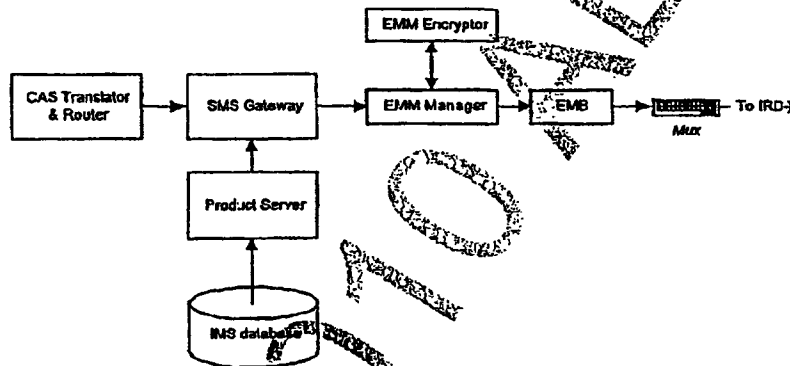 EMM Encryptor
CAS Translator
& Router
SMS Gateway
EMM Manager
EMB
To IRD
Mux
Product Server
IMS database